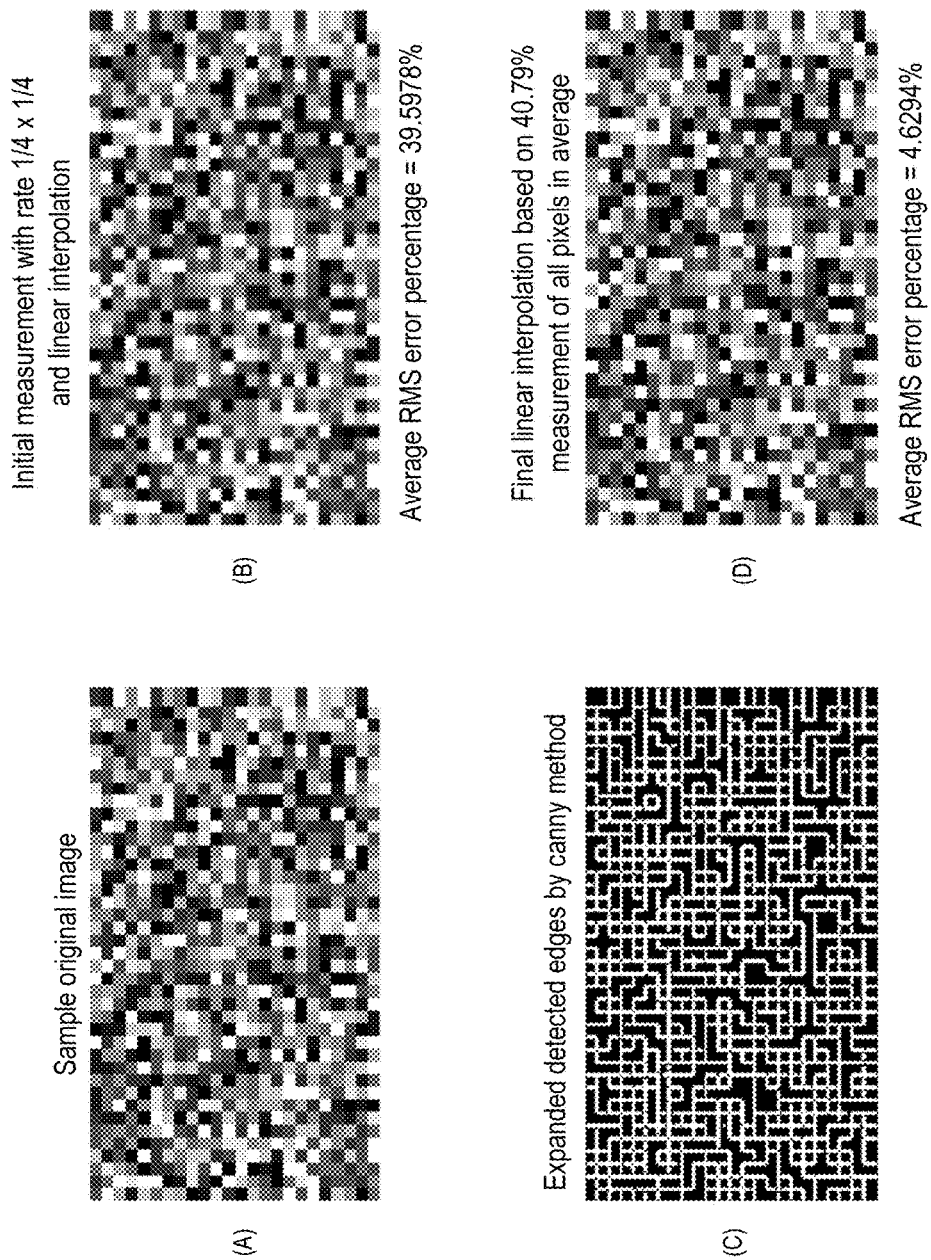 Sample original image
(A)
Initial measurement with rate 1/4 x 1/4
and linear interpolation
(B)
Average RMS error percentage = 39.5978%
Expanded detected edges by canny method
(C)
Final linear interpolation based on 40.79%
measurement of all pixels in average
(D)
Average RMS error percentage = 4.6294%